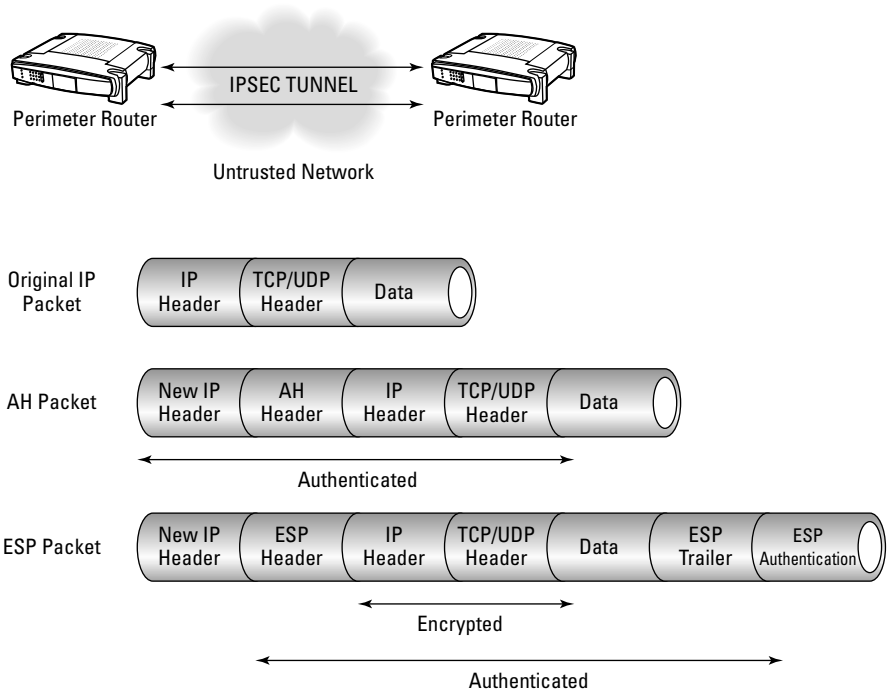 IPSEC TUNNEL
Perimeter Router
Perimeter Router
Untrusted Network
Original IP
Packet
IP
Header
TCP/UDP
Header
Data
AH Packet
New IP
Header
AH
Header
IP
Header
TCP/UDP
Header
Data
Authenticated
ESP Packet
New IP
Header
ESP
Header
IP
Header
TCP/UDP
Header
Data
ESP
Trailer
ESP
Authentication
Encrypted
Authenticated